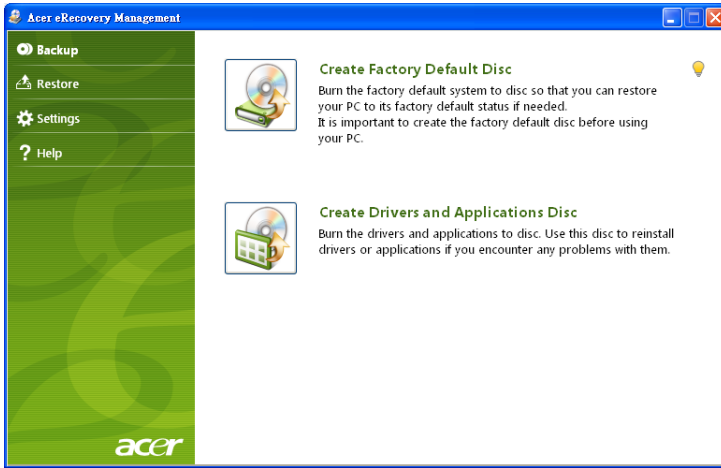 Acer eRecovery Management
Backup
Restore
Settings
? Help
Create Factory Default Disc
Burn the factory default system to disc so that you can restore
your PC to its factory default status if needed.
It is important to create the factory default disc before using
your PC.
Create Drivers and Applications Disc
Burn the drivers and applications to disc. Use this disc to reinstall
drivers or applications if you encounter any problems with them.
acer